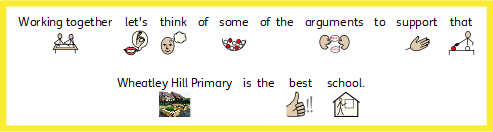 Working together let's think of some of the arguments to support that
Wheatley Hill Primary is the best school.